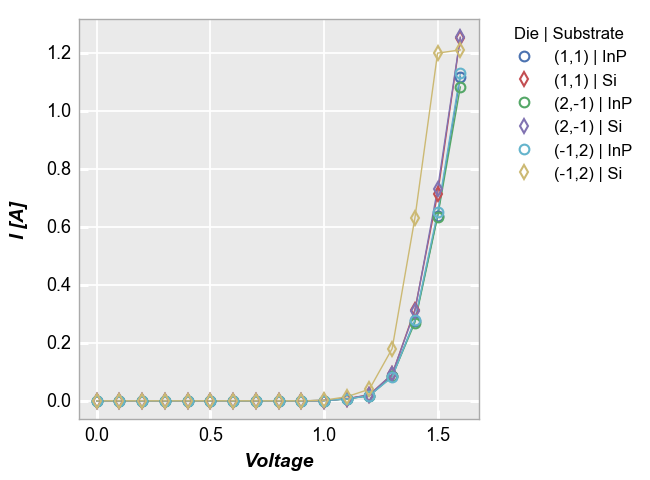 Die | Substrate
(1,1) | InP
(1,1) | Si
(2,-1) | InP
(2,-1) | Si
(-1,2) | InP
(-1,2) | Si
I [A]
1.2
1.0
0.8
0.6
0.4
0.2
0.0
0.0 0.5 1.0 1.5
Voltage